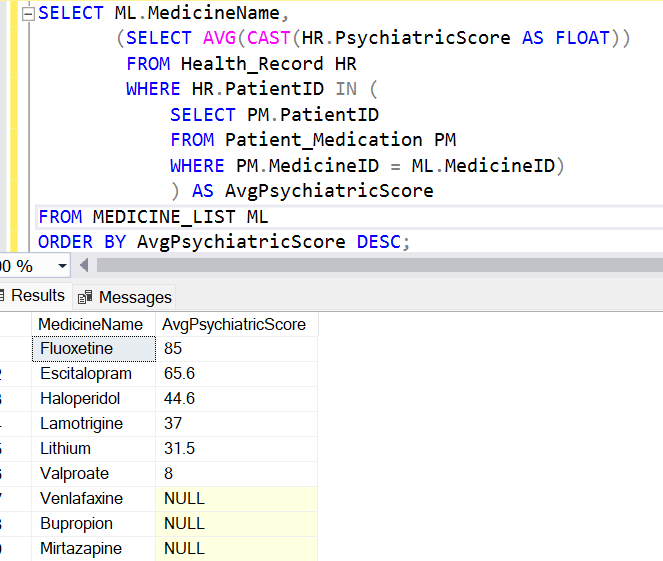 SELECT ML.MedicineName,
(SELECT AVG(CAST(HR.PsychiatricScore AS FLOAT))
FROM Health_Record HR
WHERE HR.PatientID IN (
SELECT PM.PatientID
FROM Patient_Medication PM
WHERE PM.MedicineID = ML.MedicineID)
) AS AvgPsychiatricScore
FROM MEDICINE_LIST ML
ORDER BY AvgPsychiatricScore DESC;
0 %
Results Messages
MedicineName AvgPsychiatricScore
Fluoxetine 85
Escitalopram 65.6
Haloperidol 44.6
Lamotrigine 37
Lithium 31.5
Valproate 8
Venlafaxine NULL
Bupropion NULL
Mirtazapine NULL